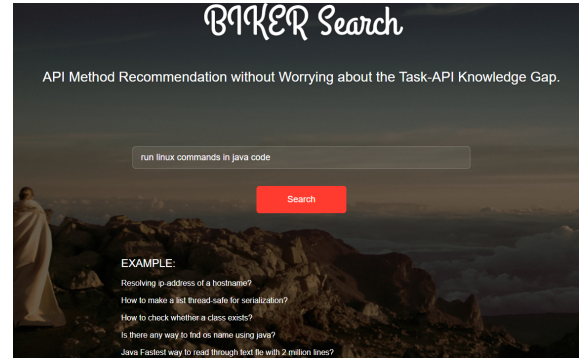 BIKER Search
API Method Recommendation without Worrying about the Task-API Knowledge Gap.
run linux commands in java code
Search
EXAMPLE:
Resolving ip-address of a hostname?
How to make a list thread-safe for serialization?
How to check whether a class exists?
Is there any way to fnd os name using java?
Java Fastest way to read through text fle with 2 million lines?